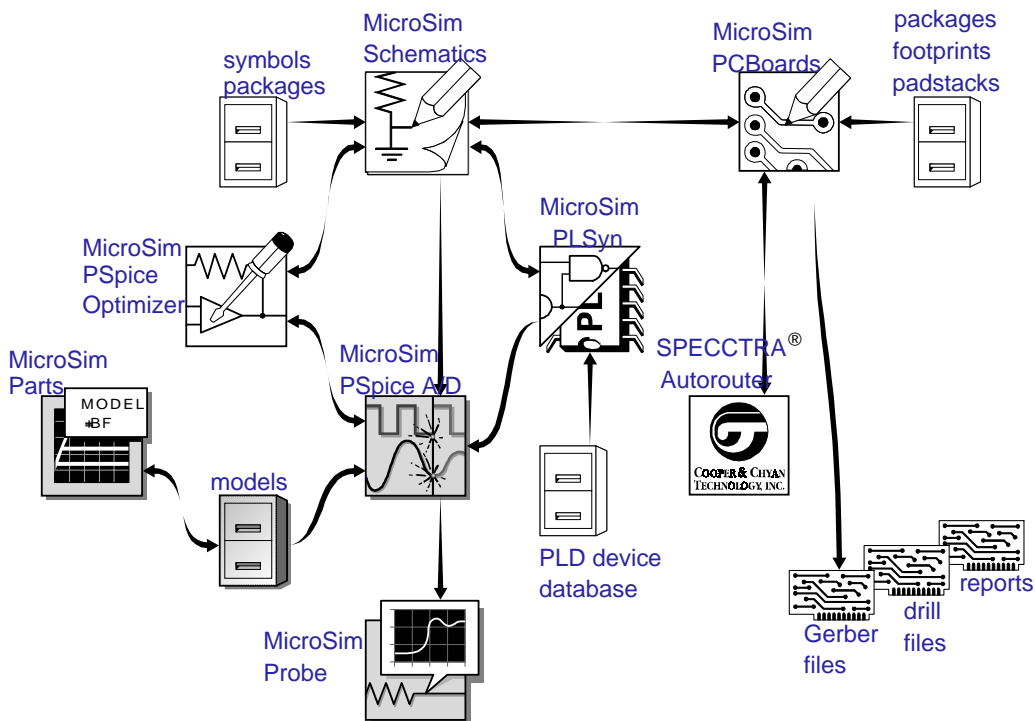 MicroSim
Schematics
symbols
packages
MicroSim
PCBoards
packages
footprints
padstacks
MicroSim
PSpice
Optimizer
MicroSim
PLSyn
PL
MicroSim
Parts
MODEL
+BF
MicroSim
PSpice A/D
SPECCTRA®
Autorouter
COOPER & CHYAN
TECHNOLOGY, INC.
models
PLD device
database
MicroSim
Probe
Gerber
files
drill
files
reports